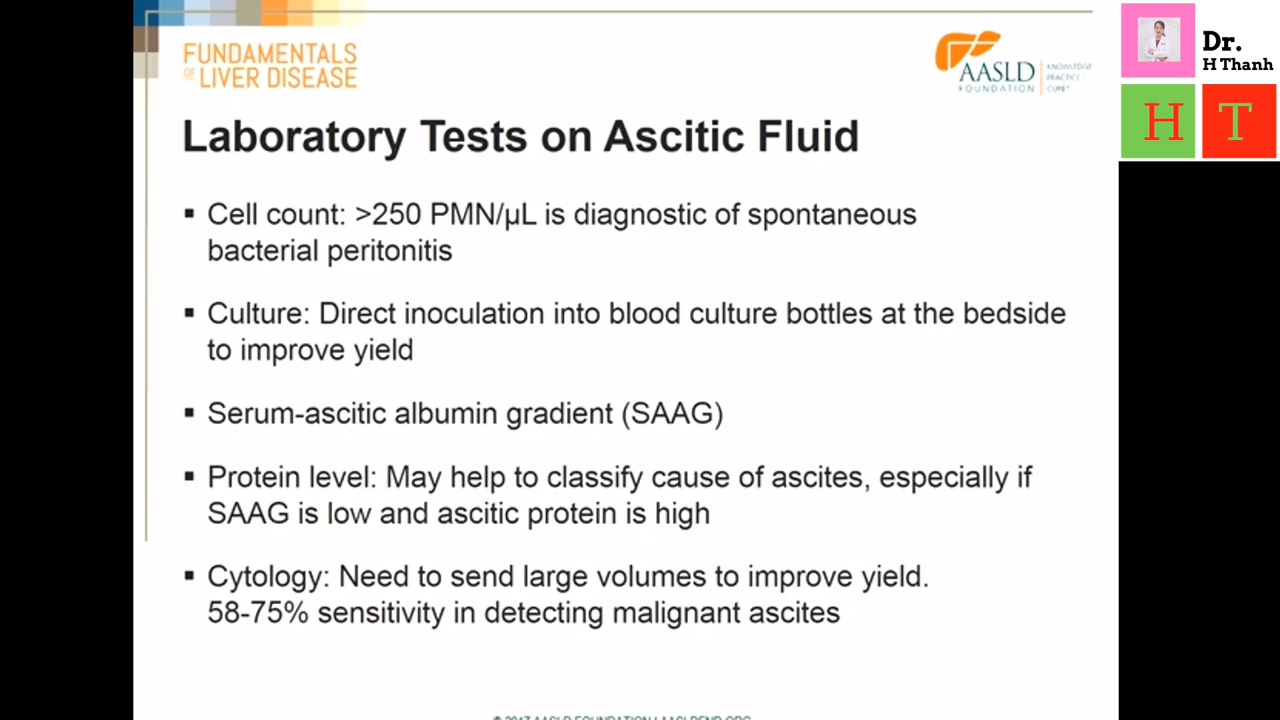 FUNDAMENTALS
OF LIVER DISEASE
AASLD
FOUNDATION
KNOWLEDGE
PRACTICE
CURE
Dr.
H Thanh
H T
Laboratory Tests on Ascitic Fluid
▪ Cell count: >250 PMN/µL is diagnostic of spontaneous
bacterial peritonitis
▪ Culture: Direct inoculation into blood culture bottles at the bedside
to improve yield
▪ Serum-ascitic albumin gradient (SAAG)
▪ Protein level: May help to classify cause of ascites, especially if
SAAG is low and ascitic protein is high
▪ Cytology: Need to send large volumes to improve yield.
58-75% sensitivity in detecting malignant ascites